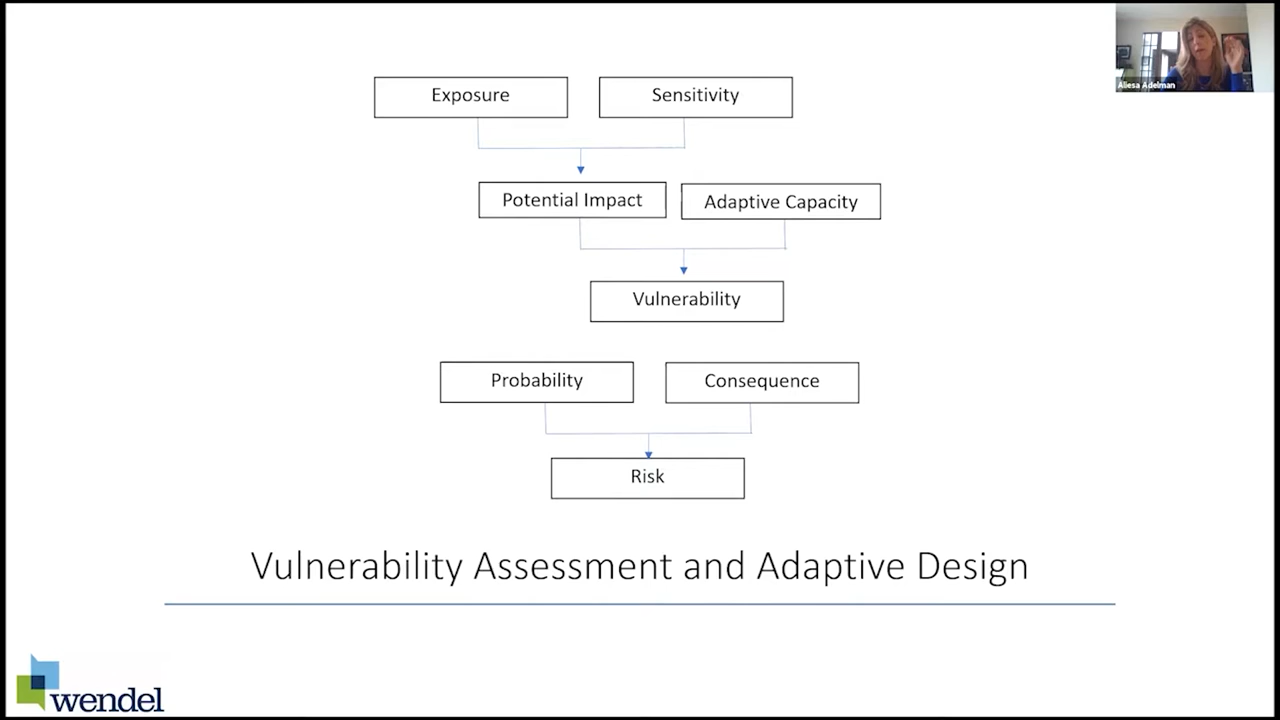 Aliesa Adelman
Exposure
Sensitivity
Potential Impact
Adaptive Capacity
Vulnerability
Probability
Consequence
Risk
Vulnerability Assessment and Adaptive Design
wendel